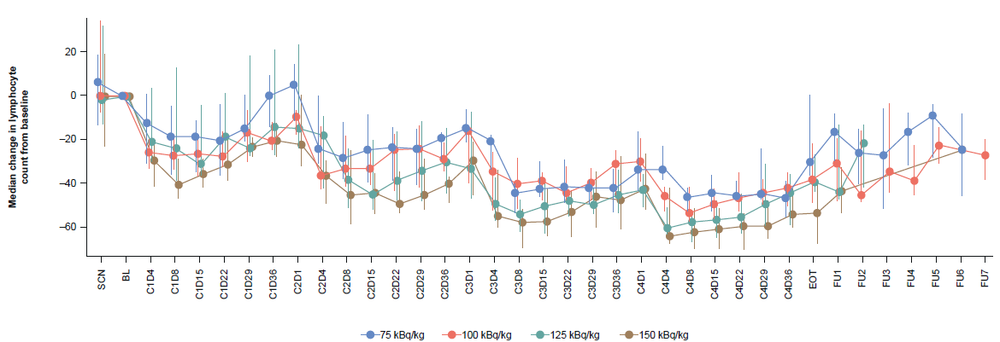 Median change in lymphocyte
count from baseline
20
0
−20
−40
−60
SCN
BL
C1D4
C1D8
C1D15
C1D22
C1D29
C1D36
C2D1
C2D4
C2D8
C2D15
C2D22
C2D29
C2D36
C3D1
C3D4
C3D8
C3D15
C3D22
C3D29
C3D36
C4D1
C4D4
C4D8
C4D15
C4D22
C4D29
C4D36
EOT
FU1
FU2
FU3
FU4
FU5
FU6
FU7
75 kBq/kg 100 kBq/kg 125 kBq/kg 150 kBq/kg